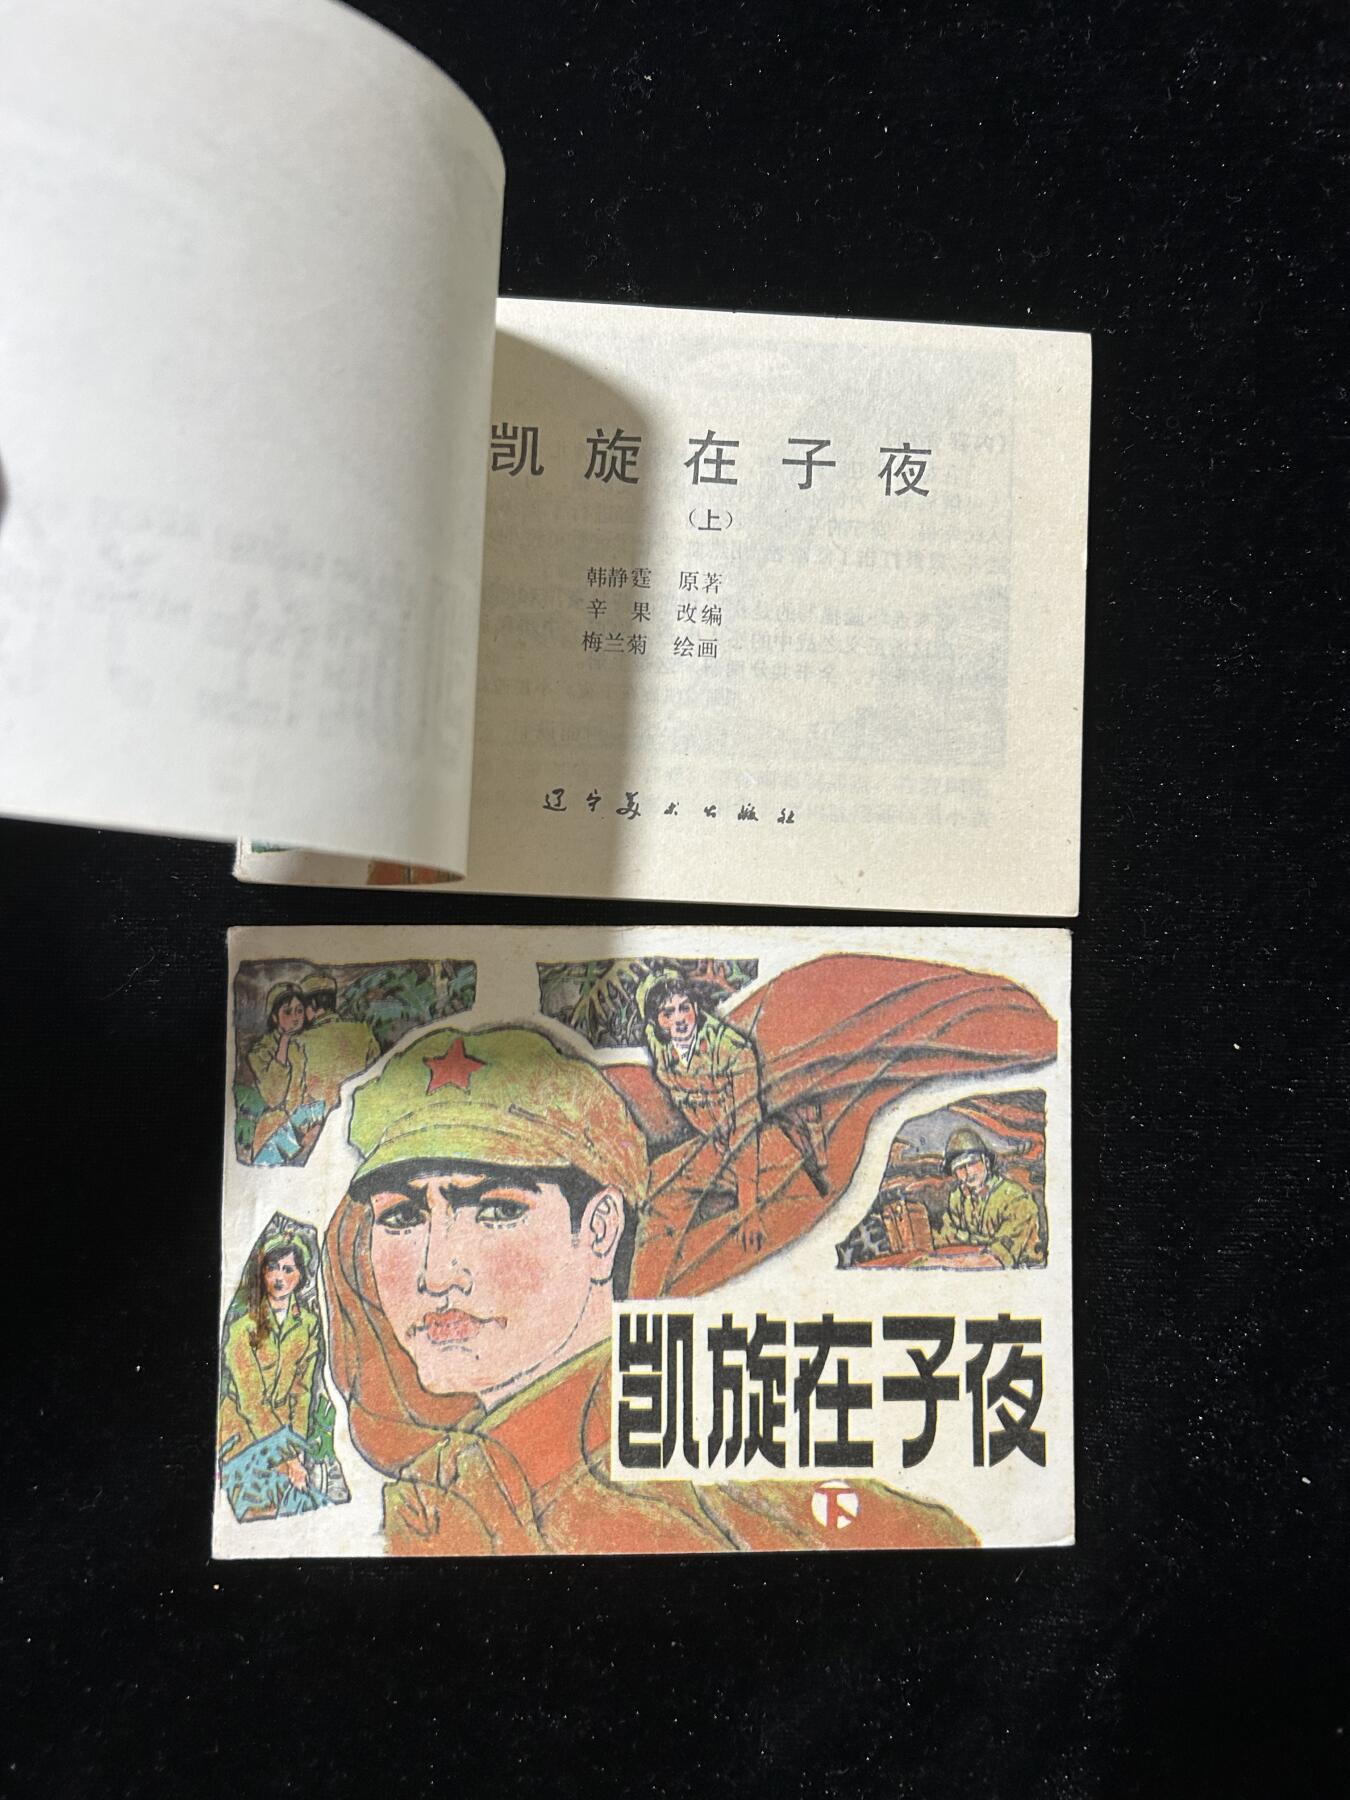 凯旋在子夜
（上）
韩静霆 原著
辛果 改编
梅兰菊 绘画
辽宁美术出版社
凯旋在子夜
下